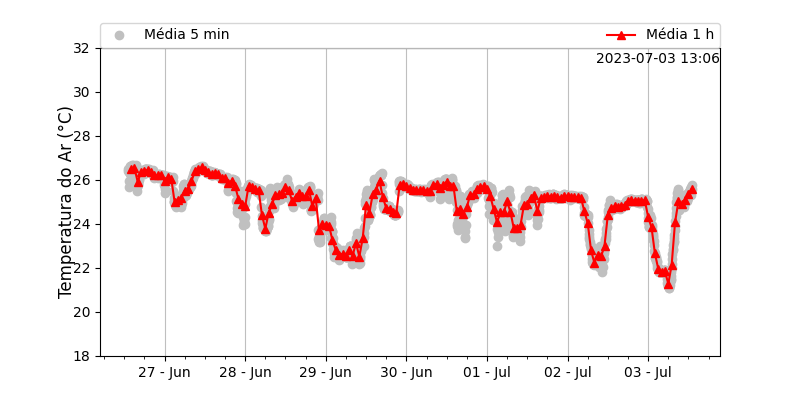 Média 5 min
Média 1 h
2023-07-03 13:06
Temperatura do Ar (°C)
32
30
28
26
24
22
20
18
27 - Jun
28 - Jun
29 - Jun
30 - Jun
01 - Jul
02 - Jul
03 - Jul